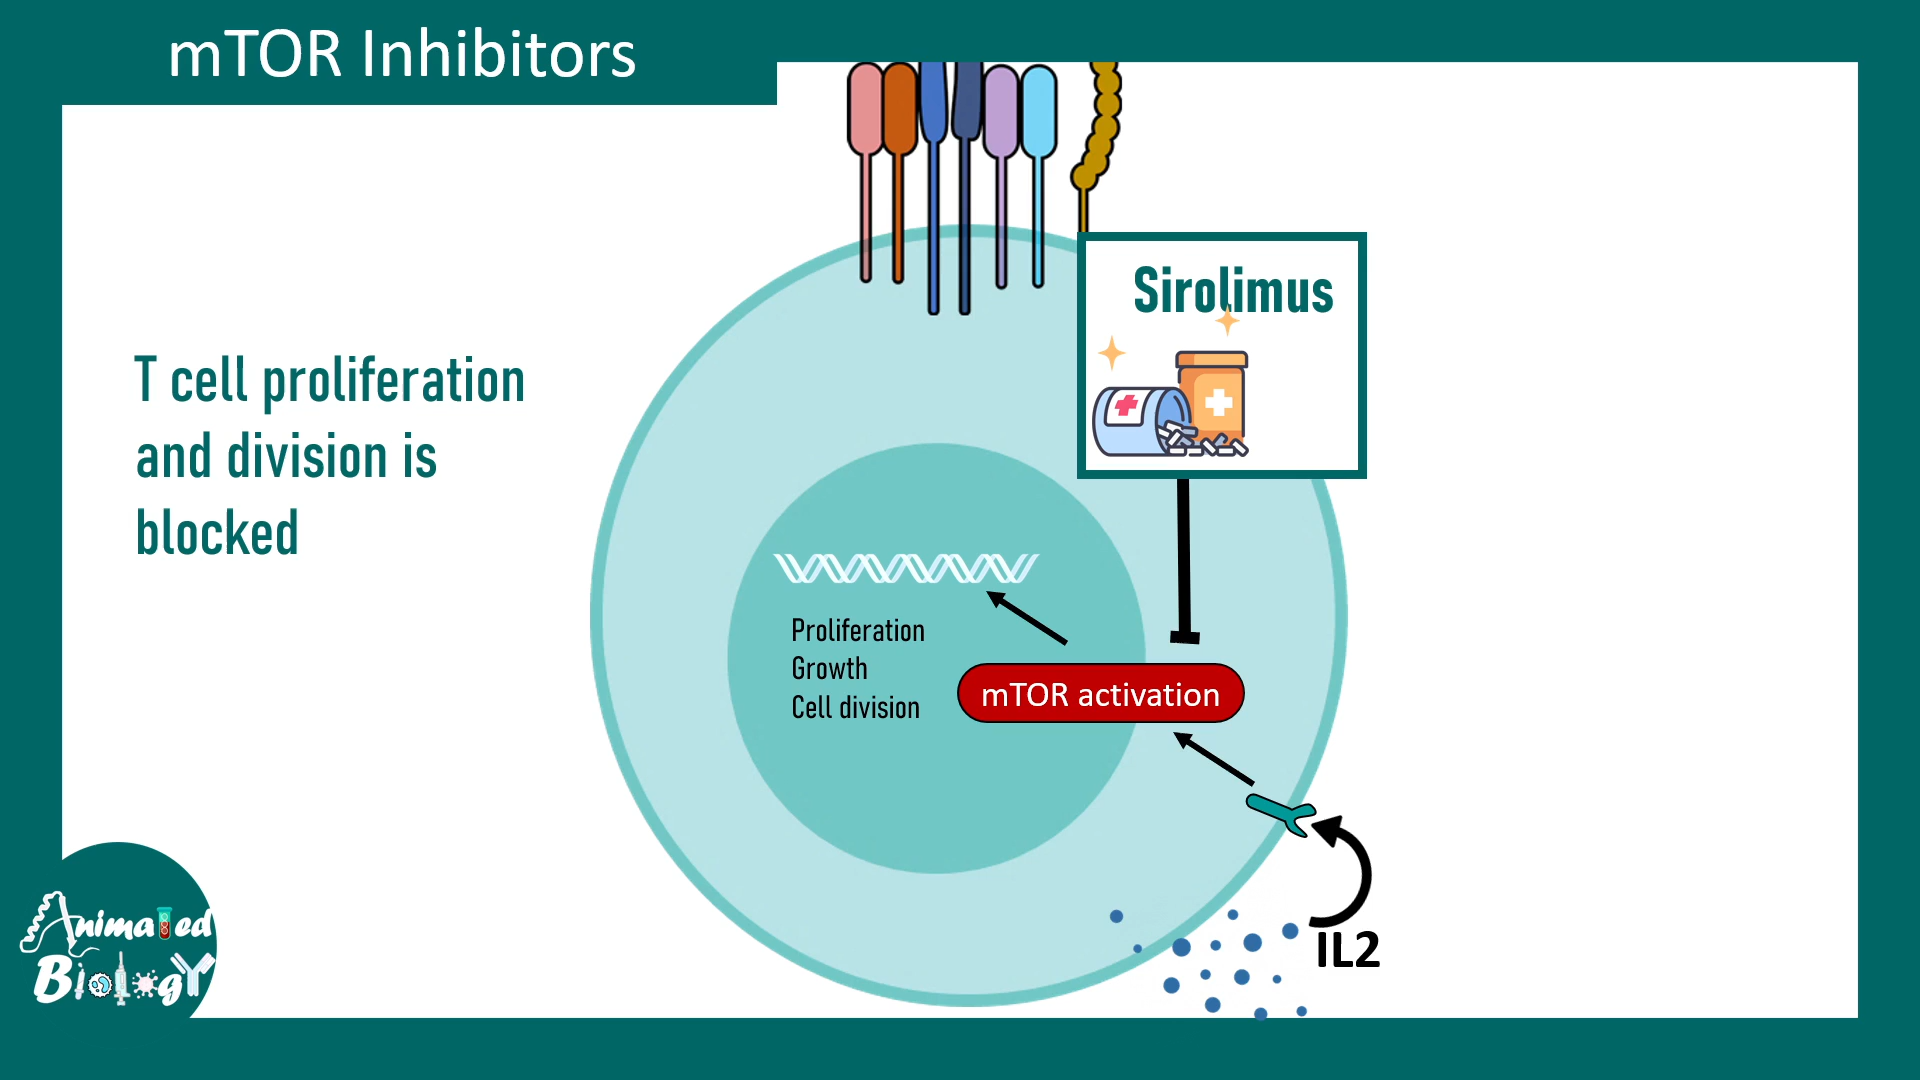 mTOR Inhibitors
Sirolimus
T cell proliferation
and division is
blocked
Proliferation
Growth
Cell division
mTOR activation
IL2
Animated
Biology